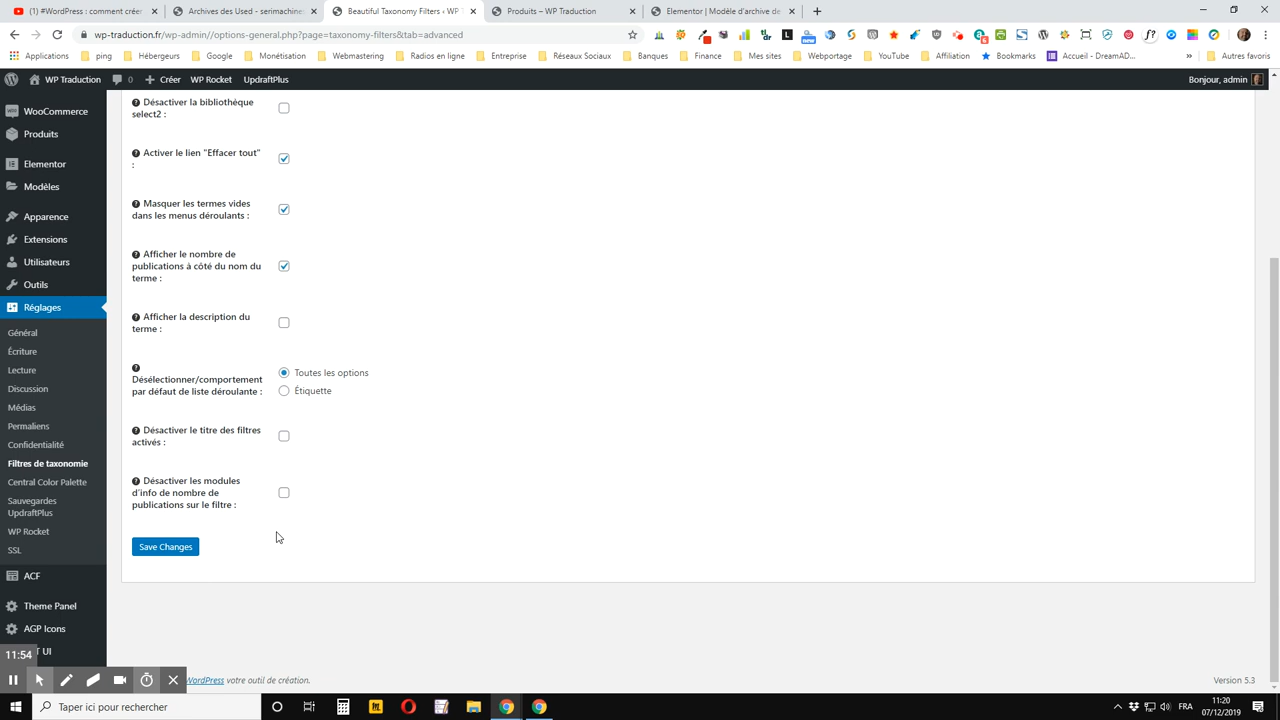 (1) #WordPress : comment créer
Archives des Used - serimachines
Beautiful Taxonomy Filters ‹ WP T
Produits – WP Traduction
Elementor | Modèle d'archive de
wp-traduction.fr/wp-admin//options-general.php?page=taxonomy-filters&tab=advanced
Applications
ping
Hébergeurs
Google
Monétisation
Webmastering
Radios en ligne
Entreprise
Réseaux Sociaux
Banques
Finance
Mes sites
Webportage
YouTube
Affiliation
Bookmarks
Accueil - DreamAD...
»
Autres favoris
WP Traduction
0
Créer
WP Rocket
UpdraftPlus
Bonjour, admin
WooCommerce
Produits
Elementor
Modèles
Apparence
Extensions
Utilisateurs
Outils
Réglages
Général
Écriture
Lecture
Discussion
Médias
Permaliens
Confidentialité
Filtres de taxonomie
Central Color Palette
Sauvegardes
UpdraftPlus
WP Rocket
SSL
ACF
Theme Panel
AGP Icons
T UI
Désactiver la bibliothèque
select2 :
Activer le lien "Effacer tout"
:
Masquer les termes vides
dans les menus déroulants :
Afficher le nombre de
publications à côté du nom du
terme :
Afficher la description du
terme :
Désélectionner/comportement
par défaut de liste déroulante :
Toutes les options
Étiquette
Désactiver le titre des filtres
activés :
Désactiver les modules
d'info de nombre de
publications sur le filtre :
Save Changes
11:54
WordPress votre outil de création.
Version 5.3
Taper ici pour rechercher
FRA
11:20
07/12/2019